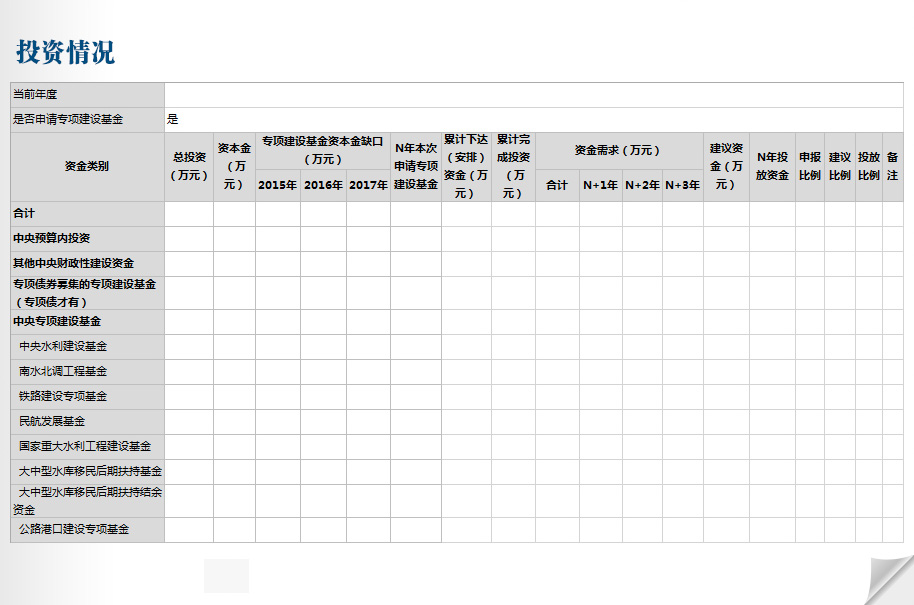 投资情况
当前年度
是否申请专项建设基金 是
资金类别
总投资
（万元）
资本金
（万
元）
专项建设基金资本金缺口
（万元）
2015年 2016年 2017年
N年本次
申请专项
建设基金
累计下达
（安排）
资金（万
元）
累计完
成投资
（万
元）
资金需求（万元）
合计 N+1年 N+2年 N+3年
建议资
金（万
元）
N年投
放资金
申报
比例
建议
比例
投放
比例
备
注
合计
中央预算内投资
其他中央财政性建设资金
专项债券募集的专项建设基金
（专项债才有）
中央专项建设基金
中央水利建设基金
南水北调工程基金
铁路建设专项基金
民航发展基金
国家重大水利工程建设基金
大中型水库移民后期扶持基金
大中型水库移民后期扶持结余
资金
公路港口建设专项基金